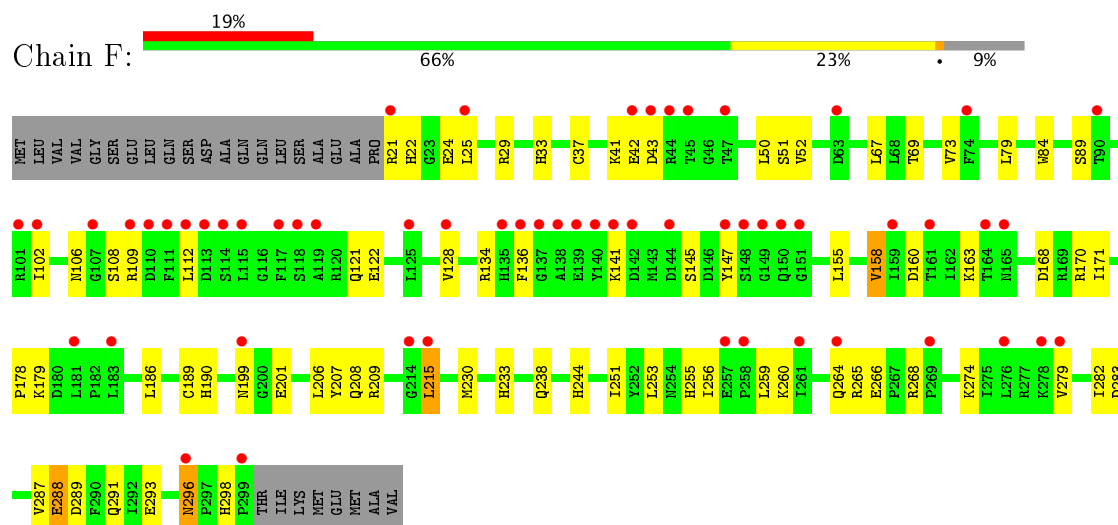 19%
Chain F:
66% 23% • 9%
MET LEU VAL VAL GLY SER GLU LEU GLN SER ASP ALA GLN GLN LEU SER ALA GLU ALA PRO R21 H22 G23 E24 L25 R29 H33 C37 K41 E42 D43 R44 T45 G46 T47 L50 S51 V52 D63 L67 L68 T69 V73 F74 L79 W84 S89 T90
R101 I102 N106 G107 S108 R109 D110 F111 L112 D113 S114 L115 G116 F117 S118 A119 R120 Q121 E122 L125 V128 R134 H135 F136 G137 A138 E139 Y140 K141 D142 M143 D144 S145 D146 Y147 S148 G149 Q150 G151 L155 V158 I159 D160 T161 I162 K163 T164 N165 D168 R169 R170 I171
P178 K179 D180 L181 P182 L183 L186 C189 H190 N199 G200 E201 L206 Y207 Q208 R209 G214 L215 M230 H233 Q238 H244 I251 Y252 L253 N254 H255 I256 E257 P258 L259 K260 I261 Q264 R265 E266 P267 R268 P269 K274 I275 L276 R277 K278 V279 I282 D283
V287 E288 D289 F290 Q291 I292 E293 N296 P297 H298 P299 THR ILE LYS MET GLU MET ALA VAL